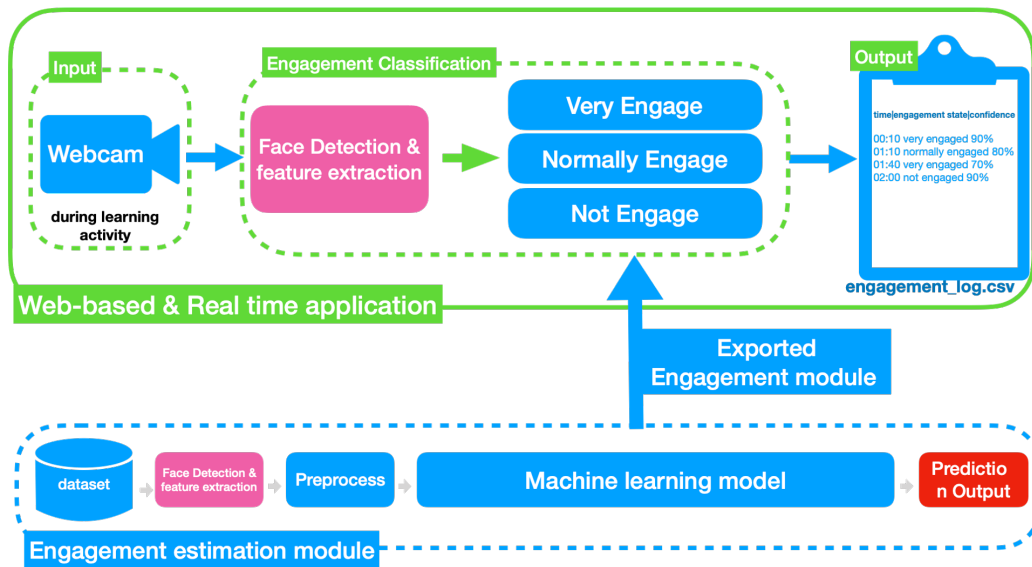 Input
Webcam
during learning
activity
Engagement Classification
Face Detection &
feature extraction
Very Engage
Normally Engage
Not Engage
Output
time|engagement state|confidence
00:10 very engaged 90%
01:10 normally engaged 80%
01:40 very engaged 70%
02:00 not engaged 90%
engagement_log.csv
Web-based & Real time application
Exported
Engagement module
dataset
Face Detection &
feature extraction
Preprocess
Machine learning model
Predictio
n Output
Engagement estimation module